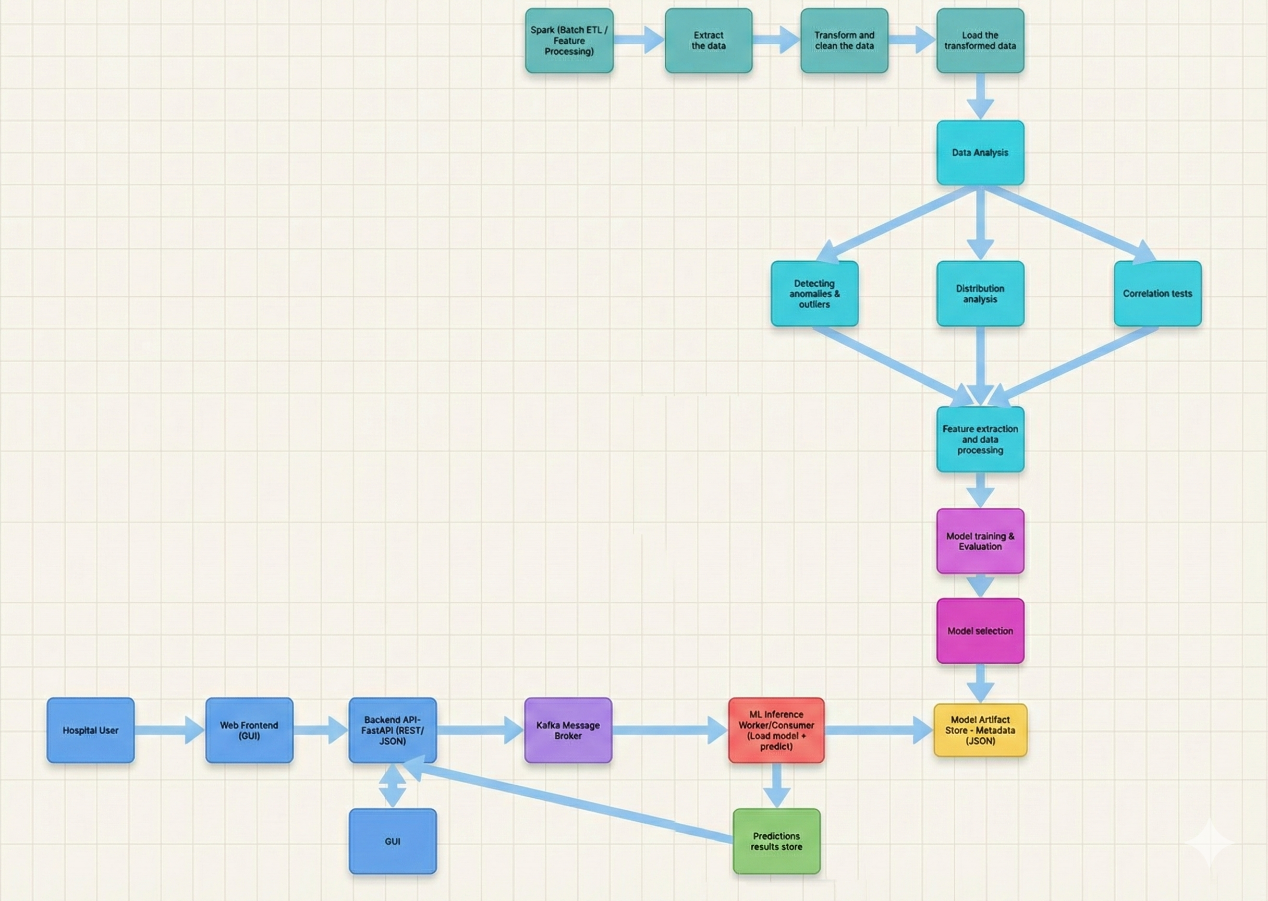 Spark (Batch ETL /
Feature
Processing)
Extract
the data
Transform and
clean the data
Load the
transformed data
Data Analysis
Detecting
anomalies &
outliers
Distribution
analysis
Correlation tests
Feature extraction
and data
processing
Model training &
Evaluation
Model selection
Hospital User
Web Frontend
(GUI)
Backend API-
FastAPI (REST/
JSON)
Kafka Message
Broker
ML Inference
Worker/Consumer
(Load model +
predict)
Model Artifact
Store - Metadata
(JSON)
GUI
Predictions
results store